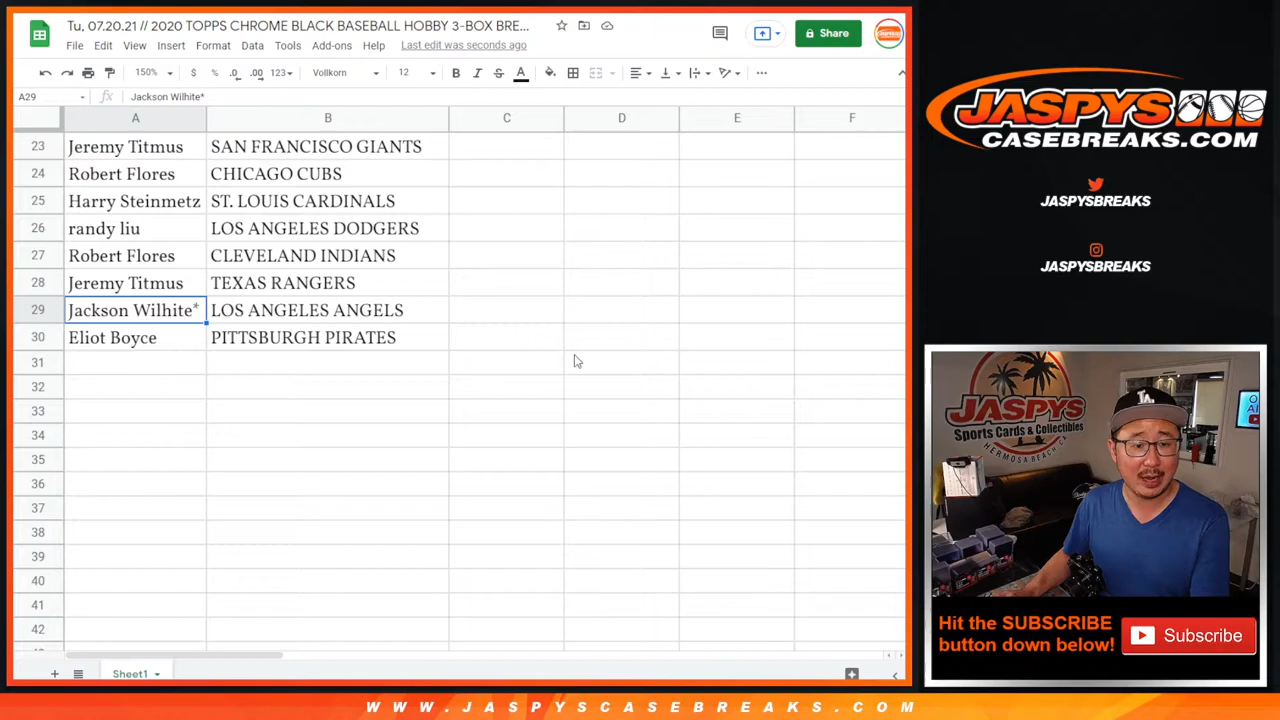 Tu, 07.20.21 // 2020 TOPPS CHROME BLACK BASEBALL HOBBY 3-BOX BRE...
File Edit View Insert Format Data Tools Add-ons Help Last edit was seconds ago
Share
150% $ % .0 .00 123 Vollkorn 12 B I S A
A29 fx Jackson Wilhite*
A B C D E F
23 Jeremy Titmus SAN FRANCISCO GIANTS
24 Robert Flores CHICAGO CUBS
25 Harry Steinmetz ST. LOUIS CARDINALS
26 randy liu LOS ANGELES DODGERS
27 Robert Flores CLEVELAND INDIANS
28 Jeremy Titmus TEXAS RANGERS
29 Jackson Wilhite* LOS ANGELES ANGELS
30 Eliot Boyce PITTSBURGH PIRATES
31
32
33
34
35
36
37
38
39
40
41
42
Sheet1
JASPYS
CASEBREAKS.COM
JASPYSBREAKS
JASPYSBREAKS
JASPYS
Sports Cards & Collectibles
HERMOSA BEACH, CA
LA
Hit the SUBSCRIBE
button down below!
Subscribe
WWW.JASPYSCASEBREAKS.COM